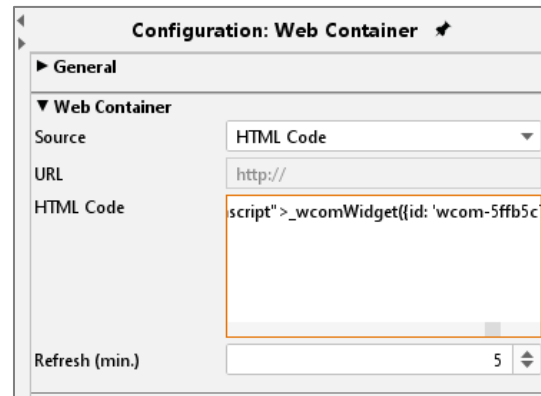 Configuration: Web Container
General
Web Container
Source HTML Code
URL http://
HTML Code ascript">_wcomWidget({id: 'wcom-5ffb5c
Refresh (min.) 5